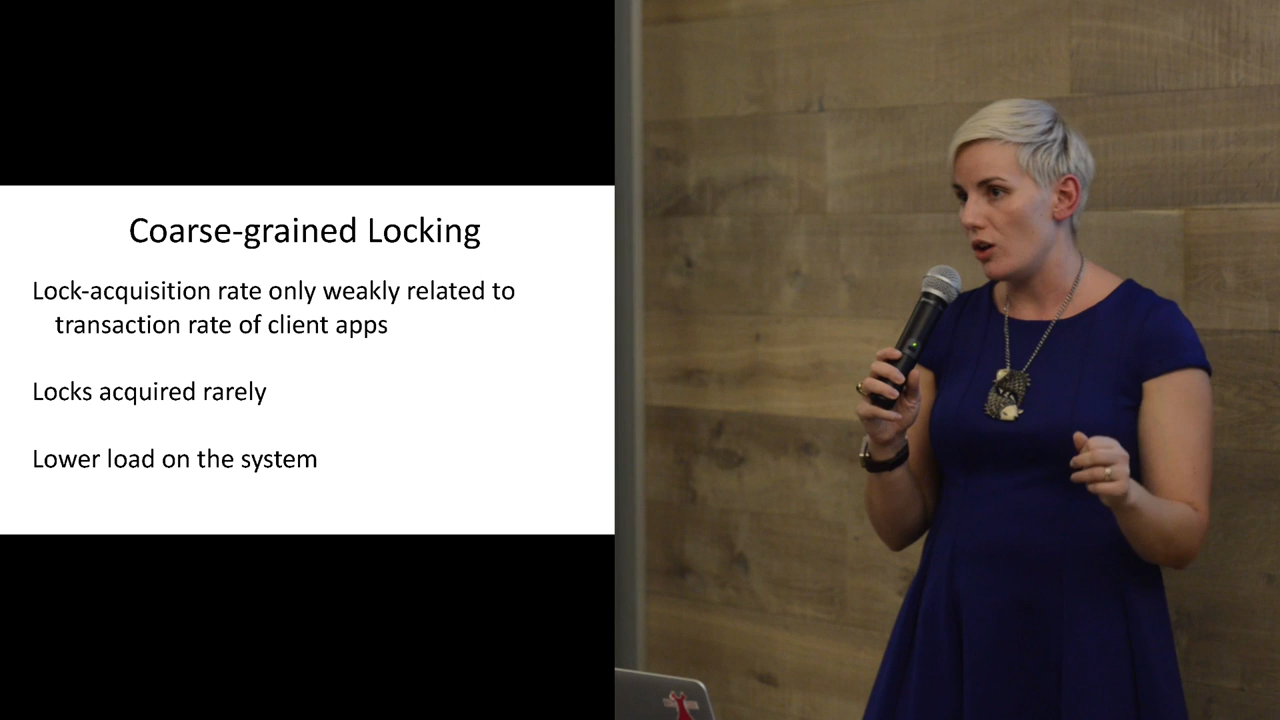 Coarse-grained Locking
Lock-acquisition rate only weakly related to
transaction rate of client apps
Locks acquired rarely
Lower load on the system